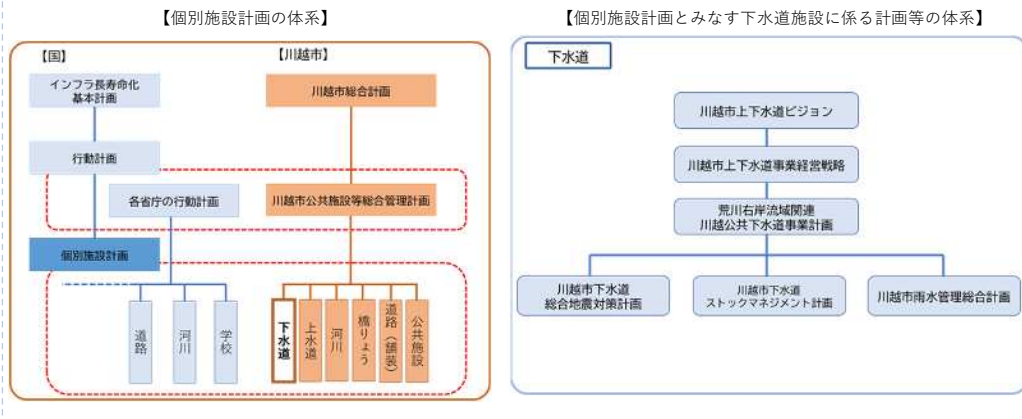 【個別施設計画の体系】
【国】
【川越市】
インフラ長寿命化
基本計画
川越市総合計画
行動計画
各省庁の行動計画
川越市公共施設等総合管理計画
個別施設計画
道路
河川
学校
下水道
上水道
河川
橋りょう
道路（舗装）
公共施設
【個別施設計画とみなす下水道施設に係る計画等の体系】
下水道
川越市上下水道ビジョン
川越市上下水道事業経営戦略
荒川右岸流域関連
川越公共下水道事業計画
川越市下水道
総合地震対策計画
川越市下水道
ストックマネジメント計画
川越市雨水管理総合計画